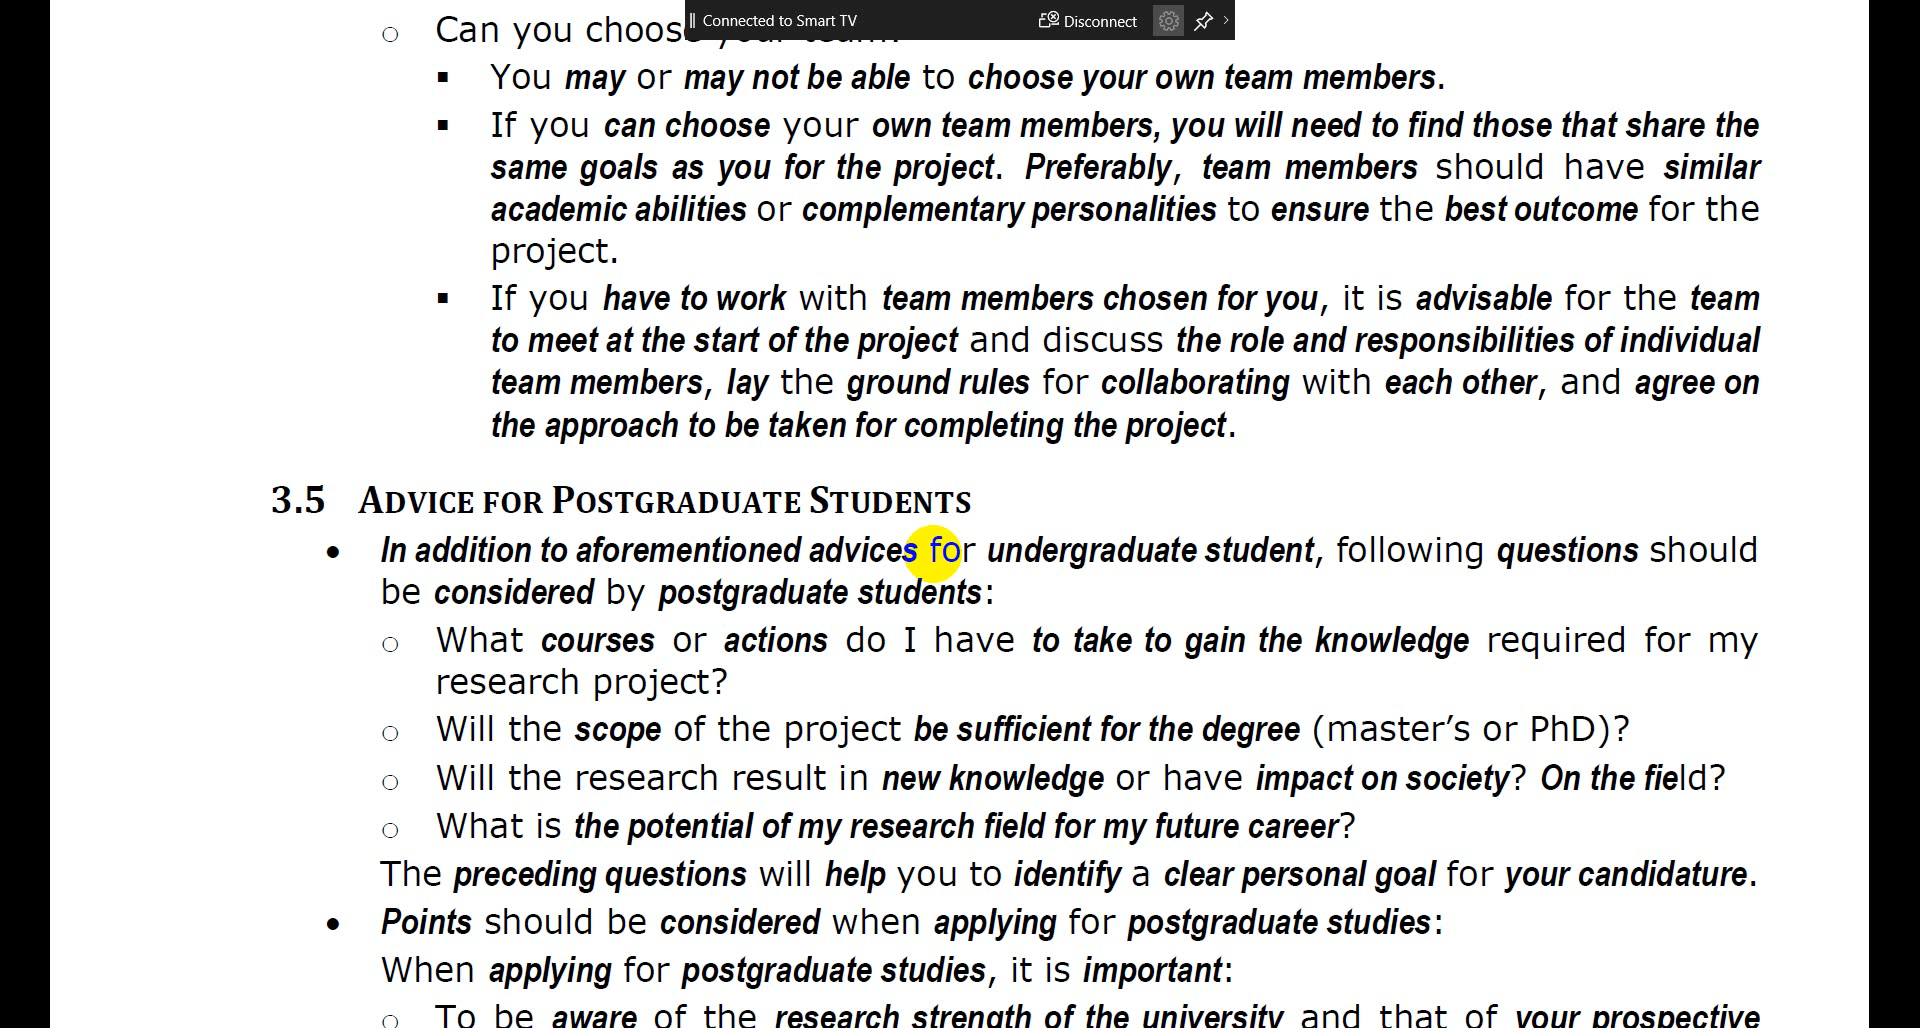 Connected to Smart TV Disconnect
o Can you choose your team?
▪ You may or may not be able to choose your own team members.
▪ If you can choose your own team members, you will need to find those that share the
same goals as you for the project. Preferably, team members should have similar
academic abilities or complementary personalities to ensure the best outcome for the
project.
▪ If you have to work with team members chosen for you, it is advisable for the team
to meet at the start of the project and discuss the role and responsibilities of individual
team members, lay the ground rules for collaborating with each other, and agree on
the approach to be taken for completing the project.
3.5 ADVICE FOR POSTGRADUATE STUDENTS
• In addition to aforementioned advices for undergraduate student, following questions should
be considered by postgraduate students:
o What courses or actions do I have to take to gain the knowledge required for my
research project?
o Will the scope of the project be sufficient for the degree (master's or PhD)?
o Will the research result in new knowledge or have impact on society? On the field?
o What is the potential of my research field for my future career?
The preceding questions will help you to identify a clear personal goal for your candidature.
• Points should be considered when applying for postgraduate studies:
When applying for postgraduate studies, it is important:
o To be aware of the research strength of the university and that of your prospective